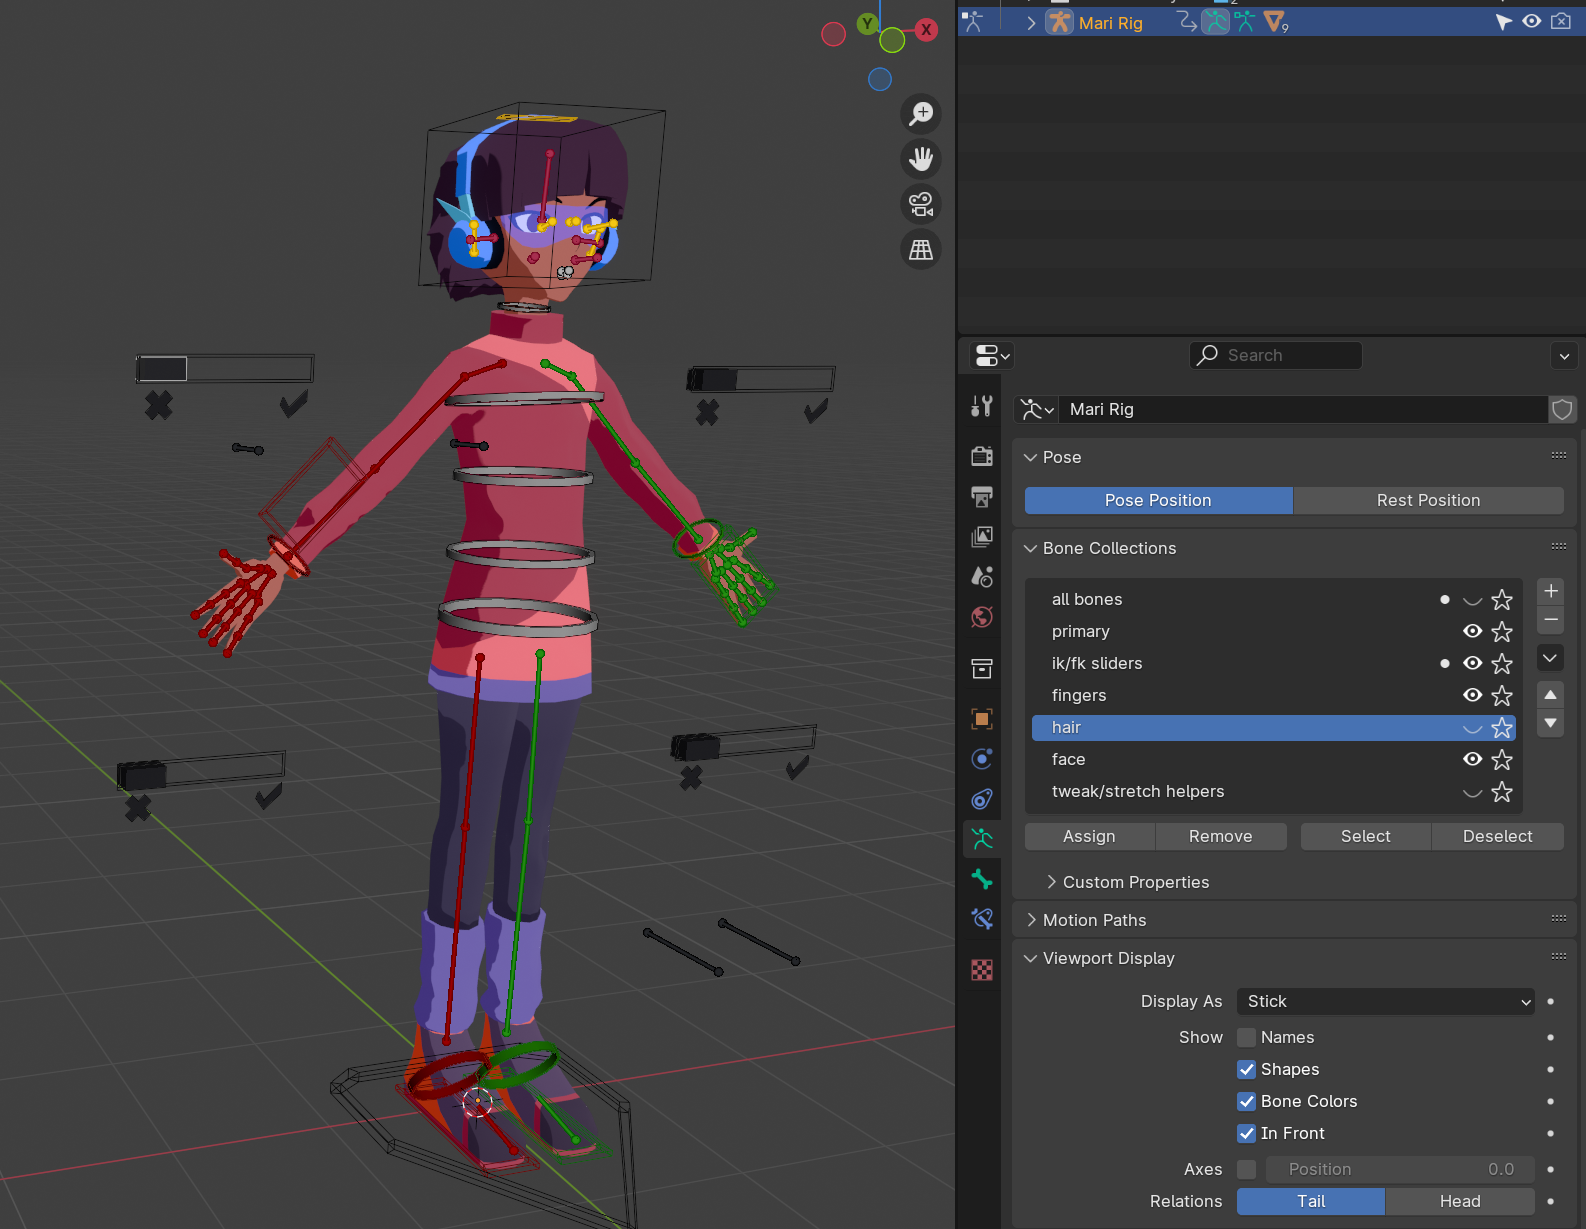 2
Mari Rig
9
Y
X
Search
Mari Rig
Pose
Pose Position
Rest Position
Bone Collections
all bones
primary
ik/fk sliders
fingers
hair
face
tweak/stretch helpers
Assign
Remove
Select
Deselect
Custom Properties
Motion Paths
Viewport Display
Display As
Stick
Show
Names
Shapes
Bone Colors
In Front
Axes
Position
0.0
Relations
Tail
Head